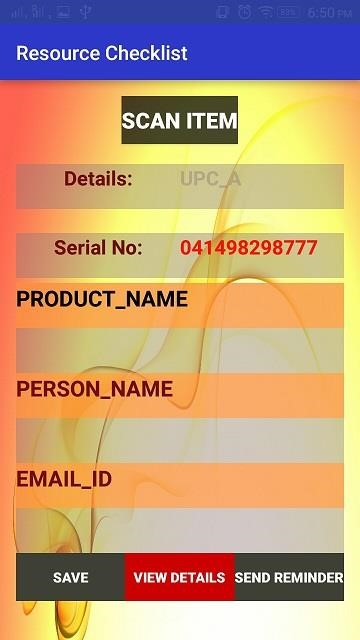 83% 6:50 PM
Resource Checklist
SCAN ITEM
Details: UPC_A
Serial No: 041498298777
PRODUCT_NAME
PERSON_NAME
EMAIL_ID
SAVE VIEW DETAILS SEND REMINDER